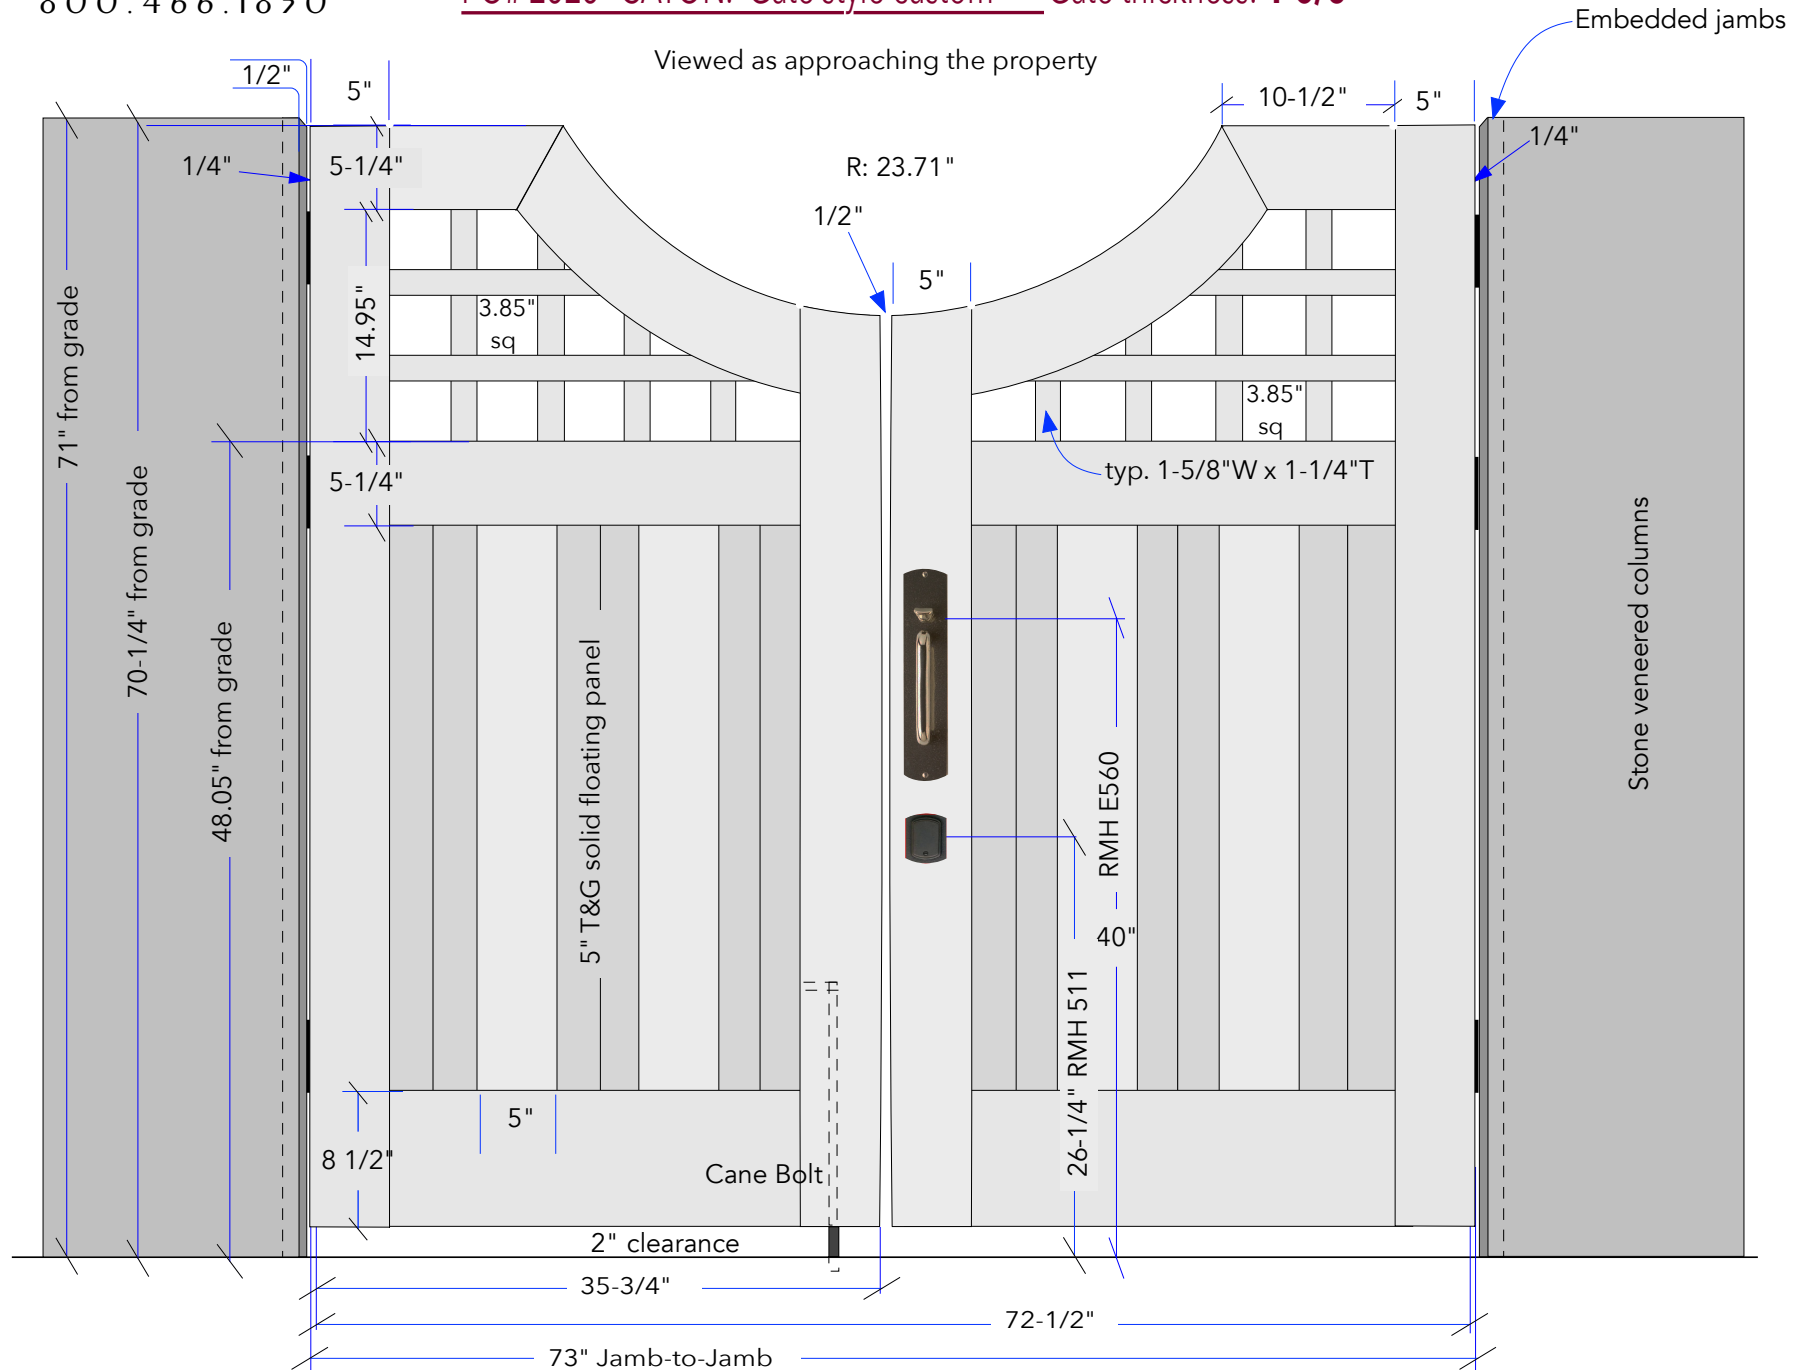 800.466.1890
Viewed as approaching the property
Embedded jambs
1/2"
5"
10-1/2"
5"
1/4"
5-1/4"
R: 23.71"
1/4"
1/2"
5"
71" from grade
14.95"
3.85"
sq
3.85"
sq
70-1/4" from grade
5-1/4"
typ. 1-5/8"W x 1-1/4"T
48.05" from grade
5" T&G solid floating panel
Stone veneered columns
RMH E560
40"
26-1/4" RMH 511
5"
8 1/2"
Cane Bolt
2" clearance
35-3/4"
72-1/2"
73" Jamb-to-Jamb